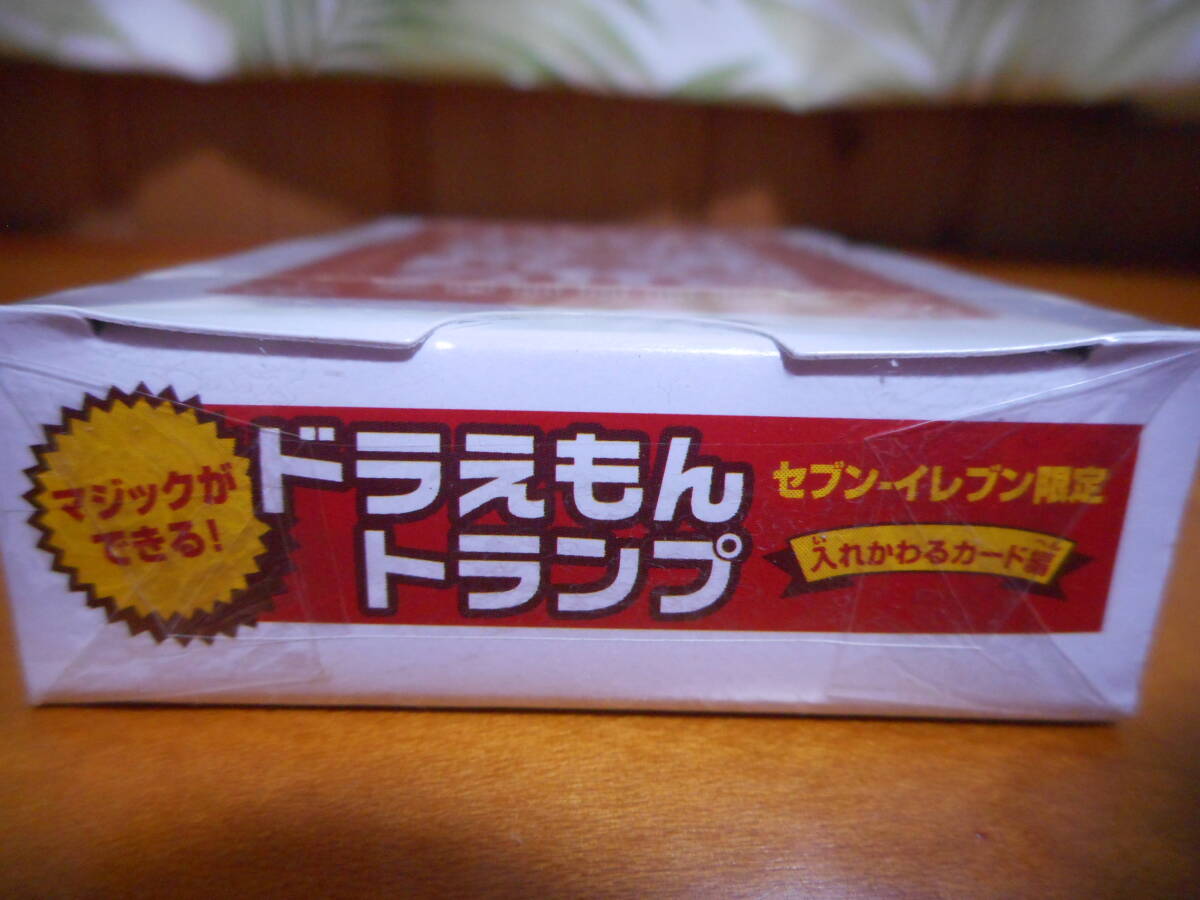 マジックが
できる!
ドラえもん
トランプ
セブン-イレブン限定
入れかわるカード編